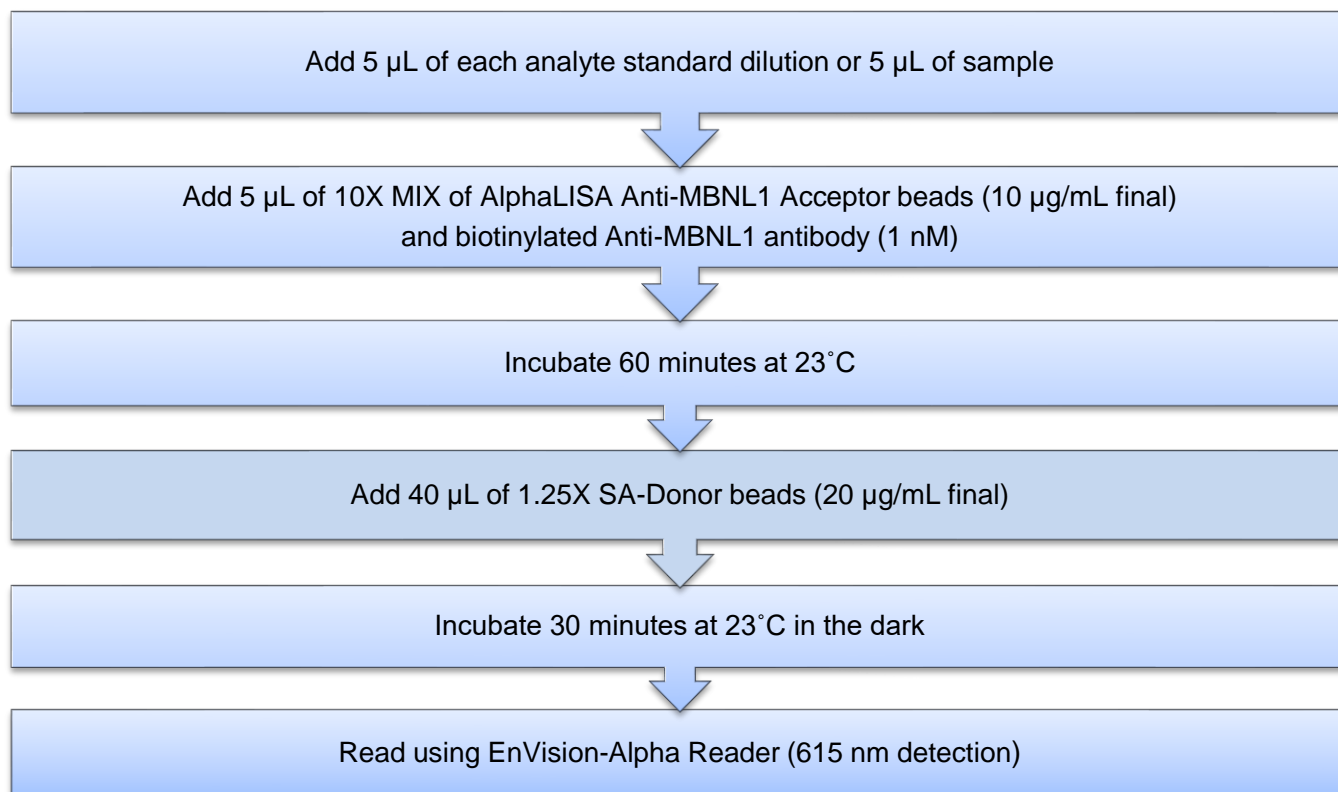 Add 5 µL of each analyte standard dilution or 5 µL of sample
Add 5 µL of 10X MIX of AlphaLISA Anti-MBNL1 Acceptor beads (10 µg/mL final)
and biotinylated Anti-MBNL1 antibody (1 nM)
Incubate 60 minutes at 23˚C
Add 40 µL of 1.25X SA-Donor beads (20 µg/mL final)
Incubate 30 minutes at 23˚C in the dark
Read using EnVision-Alpha Reader (615 nm detection)